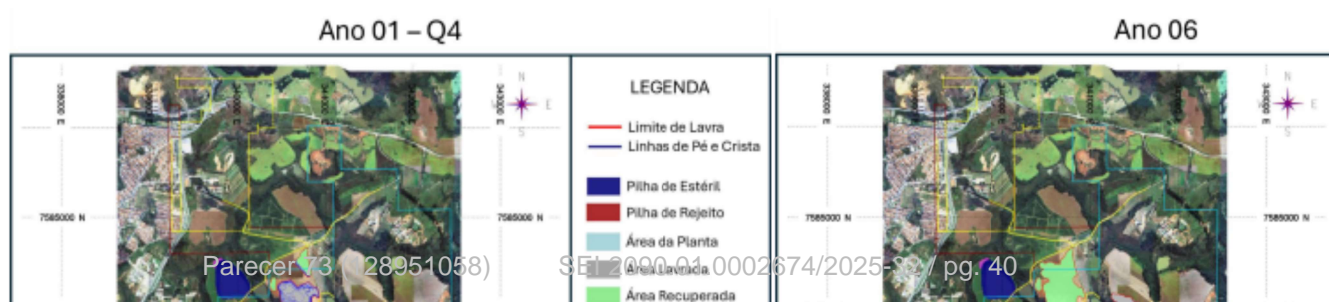 Ano 01 – Q4
Ano 06
LEGENDA
Limite de Lavra
Linhas de Pé e Crista
Pilha de Estéril
Pilha de Rejeito
Área da Planta
Área Lavrada
Área Recuperada
N
E
S
7585000 N
7585000 N
N
E
S
7585000 N
7585000 N
Parecer 73 (128951058) SEI 2090.01.0002674/2025- / pg. 40